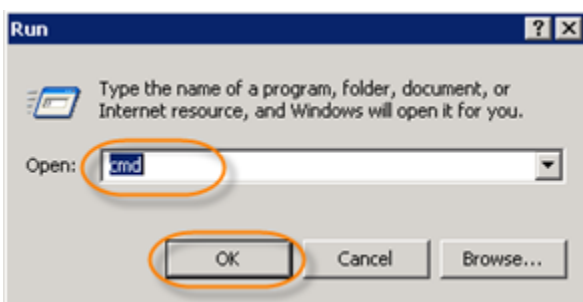 Run
Type the name of a program, folder, document, or
Internet resource, and Windows will open it for you.
Open: cmd
OK Cancel Browse...